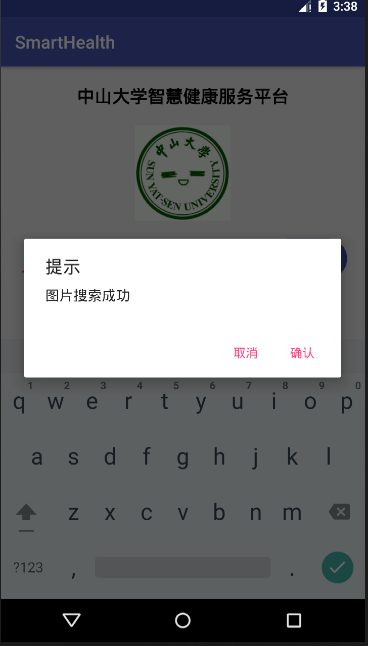 3:38
SmartHealth
中山大学智慧健康服务平台
中山大學
SUN YAT-SEN UNIVERSITY
提示
图片搜索成功
取消 确认
1 2 3 4 5 6 7 8 9 0
q w e r t y u i o p
a s d f g h j k l
z x c v b n m
?123 , .